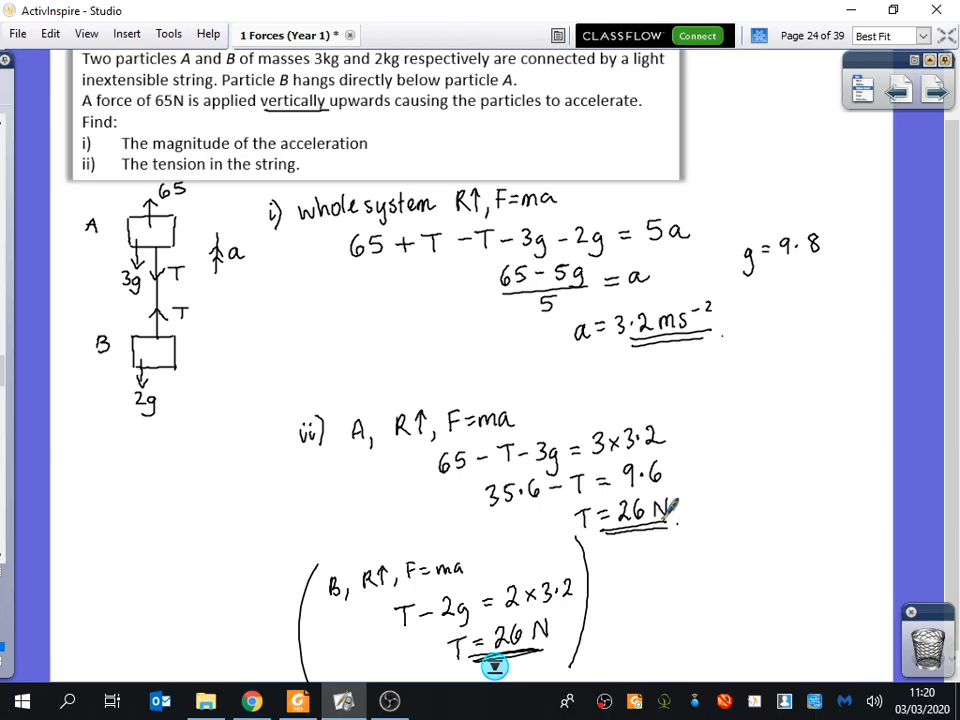 ActivInspire - Studio
File Edit View Insert Tools Help
1 Forces (Year 1) *
CLASSFLOW Connect
Page 24 of 39
Best Fit
Two particles A and B of masses 3kg and 2kg respectively are connected by a light
inextensible string. Particle B hangs directly below particle A.
A force of 65N is applied vertically upwards causing the particles to accelerate.
Find:
i) The magnitude of the acceleration
ii) The tension in the string.
65
A
3g
T
a
T
B
2g
i) whole system R↑, F=ma
65 + T - T - 3g - 2g = 5a
g = 9.8
65 - 5g = a
5
a = 3.2 ms⁻²
ii) A, R↑, F=ma
65 - T - 3g = 3 × 3.2
35.6 - T = 9.6
T = 26 N
B, R↑, F=ma
T - 2g = 2 × 3.2
T = 26 N
11:20
03/03/2020